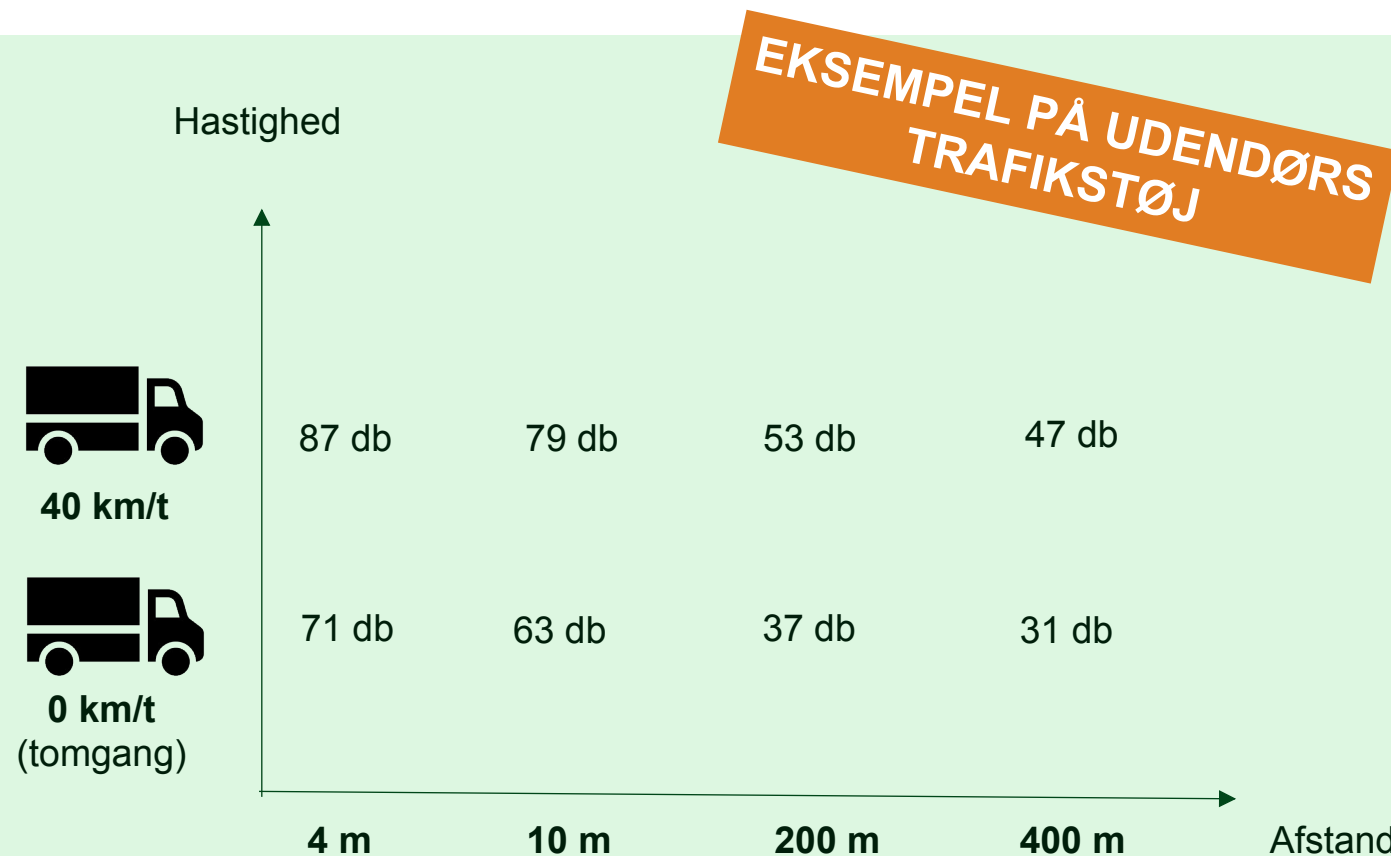 EKSEMPEL PÅ UDENDØRS
TRAFIKSTØJ
Hastighed
87 db 79 db 53 db 47 db
40 km/t
71 db 63 db 37 db 31 db
0 km/t
(tomgang)
4 m 10 m 200 m 400 m Afstand